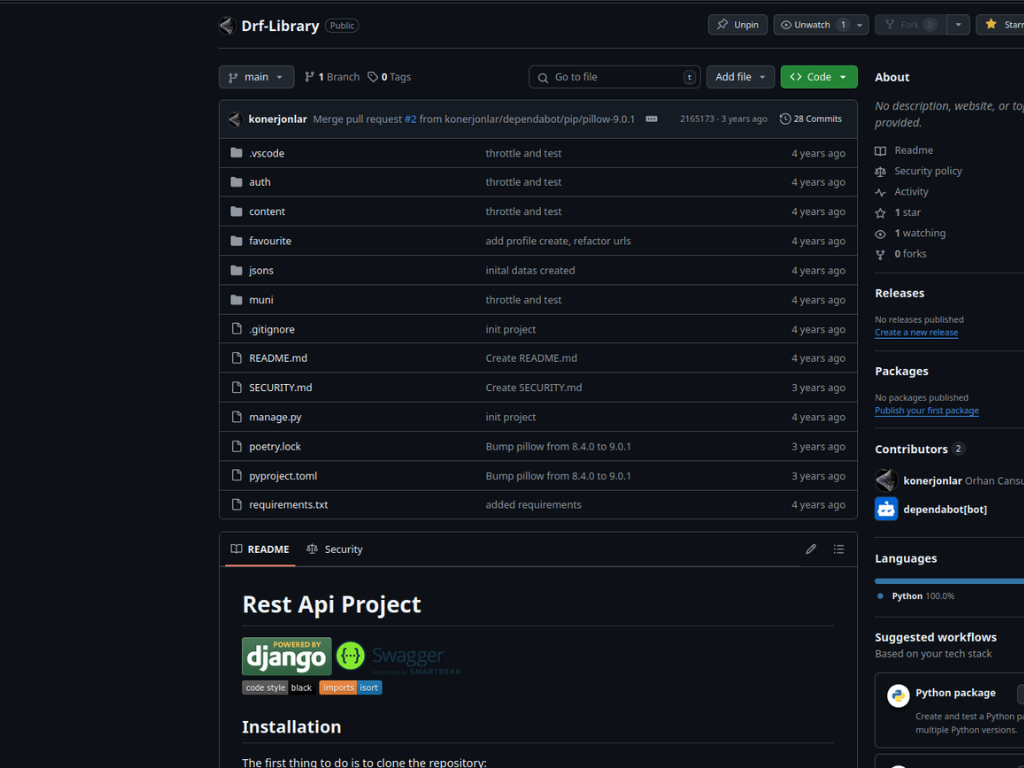 Drf-Library Public
Unpin
Unwatch 1
Fork 0
main
1 Branch
0 Tags
Go to file t
Add file
Code
konerjonlar Merge pull request #2 from konerjonlar/dependabot/pip/pillow-9.0.1
2165173 · 3 years ago
28 Commits
.vscode throttle and test 4 years ago
auth throttle and test 4 years ago
content throttle and test 4 years ago
favourite add profile create, refactor urls 4 years ago
jsons inital datas created 4 years ago
muni throttle and test 4 years ago
.gitignore init project 4 years ago
README.md Create README.md 4 years ago
SECURITY.md Create SECURITY.md 3 years ago
manage.py init project 4 years ago
poetry.lock Bump pillow from 8.4.0 to 9.0.1 3 years ago
pyproject.toml Bump pillow from 8.4.0 to 9.0.1 3 years ago
requirements.txt added requirements 4 years ago
README
Security
Rest Api Project
POWERED BY
django
{··} Swagger
SMARTBEAR
code style black
imports isort
Installation
The first thing to do is to clone the repository:
About
No description, website, or
provided.
Readme
Security policy
Activity
1 star
1 watching
0 forks
Releases
No releases published
Create a new release
Packages
No packages published
Publish your first package
Contributors 2
konerjonlar Orhan
dependabot[bot]
Languages
Python 100.0%
Suggested workflows
Based on your tech stack
Python package
Create and test a Python
multiple Python versions.